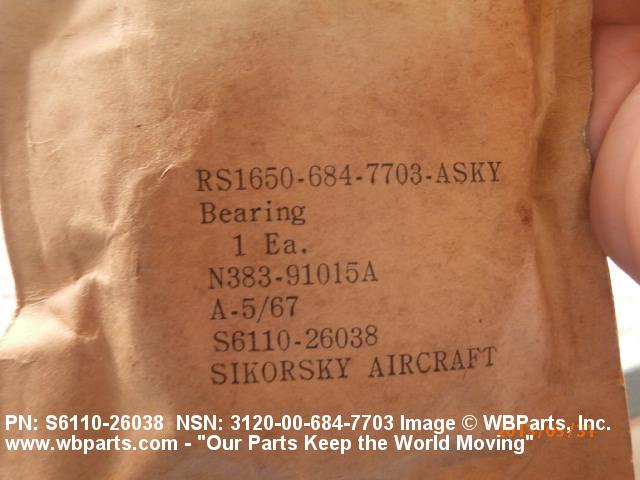 RS1650-684-7703-ASKY
Bearing
1 Ea.
N383-91015A
A-5/67
S6110-26038
SIKORSKY AIRCRAFT
PN: S6110-26038 NSN: 3120-00-684-7703 Image © WBParts, Inc.
www.wbparts.com - "Our Parts Keep the World Moving"